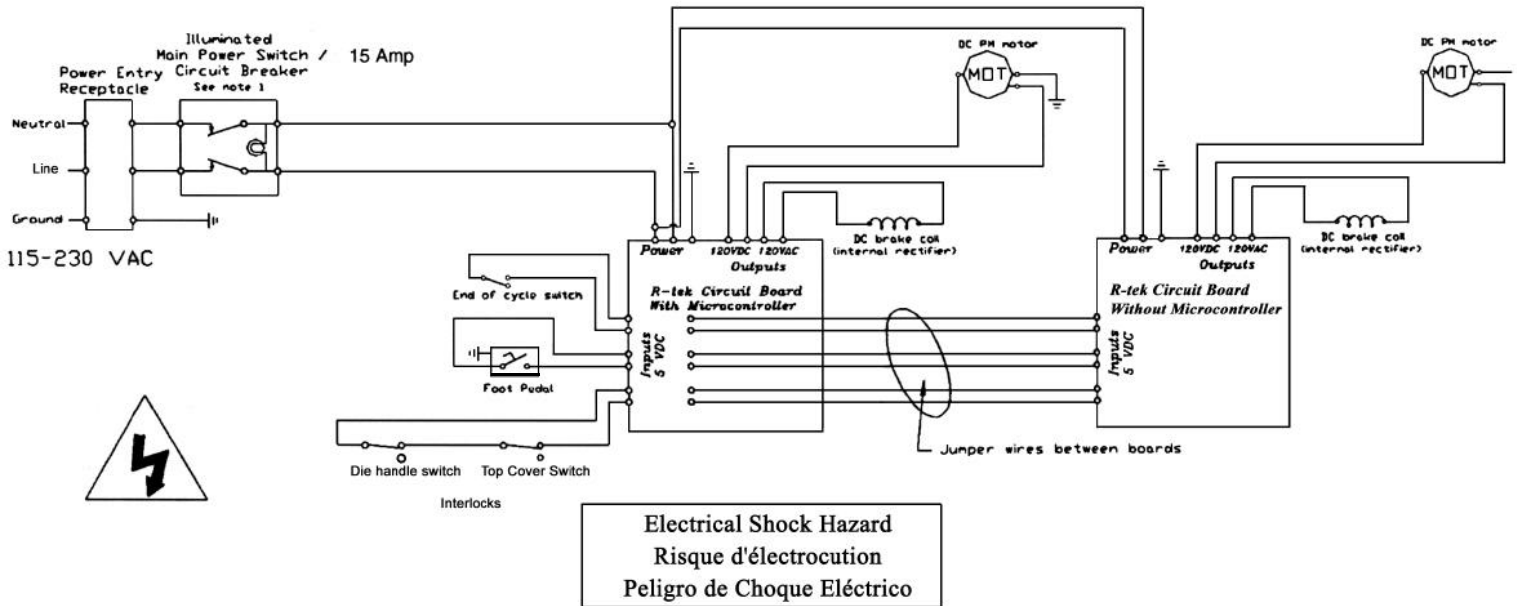 Illuminated
Main Power Switch / 15 Amp
Power Entry Circuit Breaker
Receptacle See note 1
Neutral
Line
Ground
115-230 VAC
DC PM motor
MOT
DC PM motor
MOT
DC brake coil
(internal rectifier)
DC brake coil
(internal rectifier)
Power 120VDC 120VAC
Outputs
R-tek Circuit Board
With Microcontroller
Inputs
5 VDC
Power 120VDC 120VAC
Outputs
R-tek Circuit Board
Without Microcontroller
Inputs
5 VDC
End of cycle switch
Foot Pedal
Die handle switch Top Cover Switch
Interlocks
Jumper wires between boards
Electrical Shock Hazard
Risque d'électrocution
Peligro de Choque Eléctrico